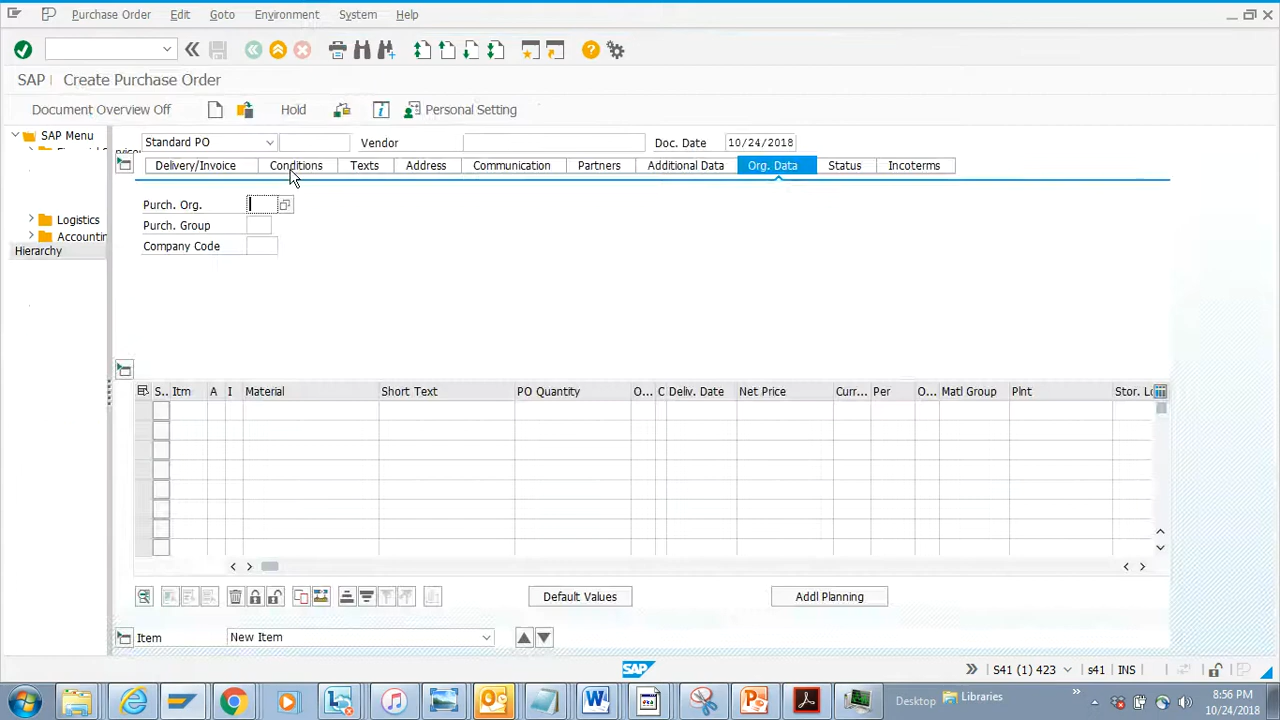 Purchase Order Edit Goto Environment System Help
SAP Create Purchase Order
Document Overview Off Hold Personal Setting
SAP Menu
Logistics
Hierarchy
Standard PO Vendor Doc. Date 10/24/2018
Delivery/Invoice Conditions Texts Address Communication Partners Additional Data Org. Data Status Incoterms
Purch. Org.
Purch. Group
Company Code
S.. Itm A I Material Short Text PO Quantity O... C Deliv. Date Net Price Curr... Per O... Matl Group Plnt Stor. Lo
Default Values Addl Planning
Item New Item
SAP S41 (1) 423 s41 INS
Desktop Libraries
8:56 PM
10/24/2018